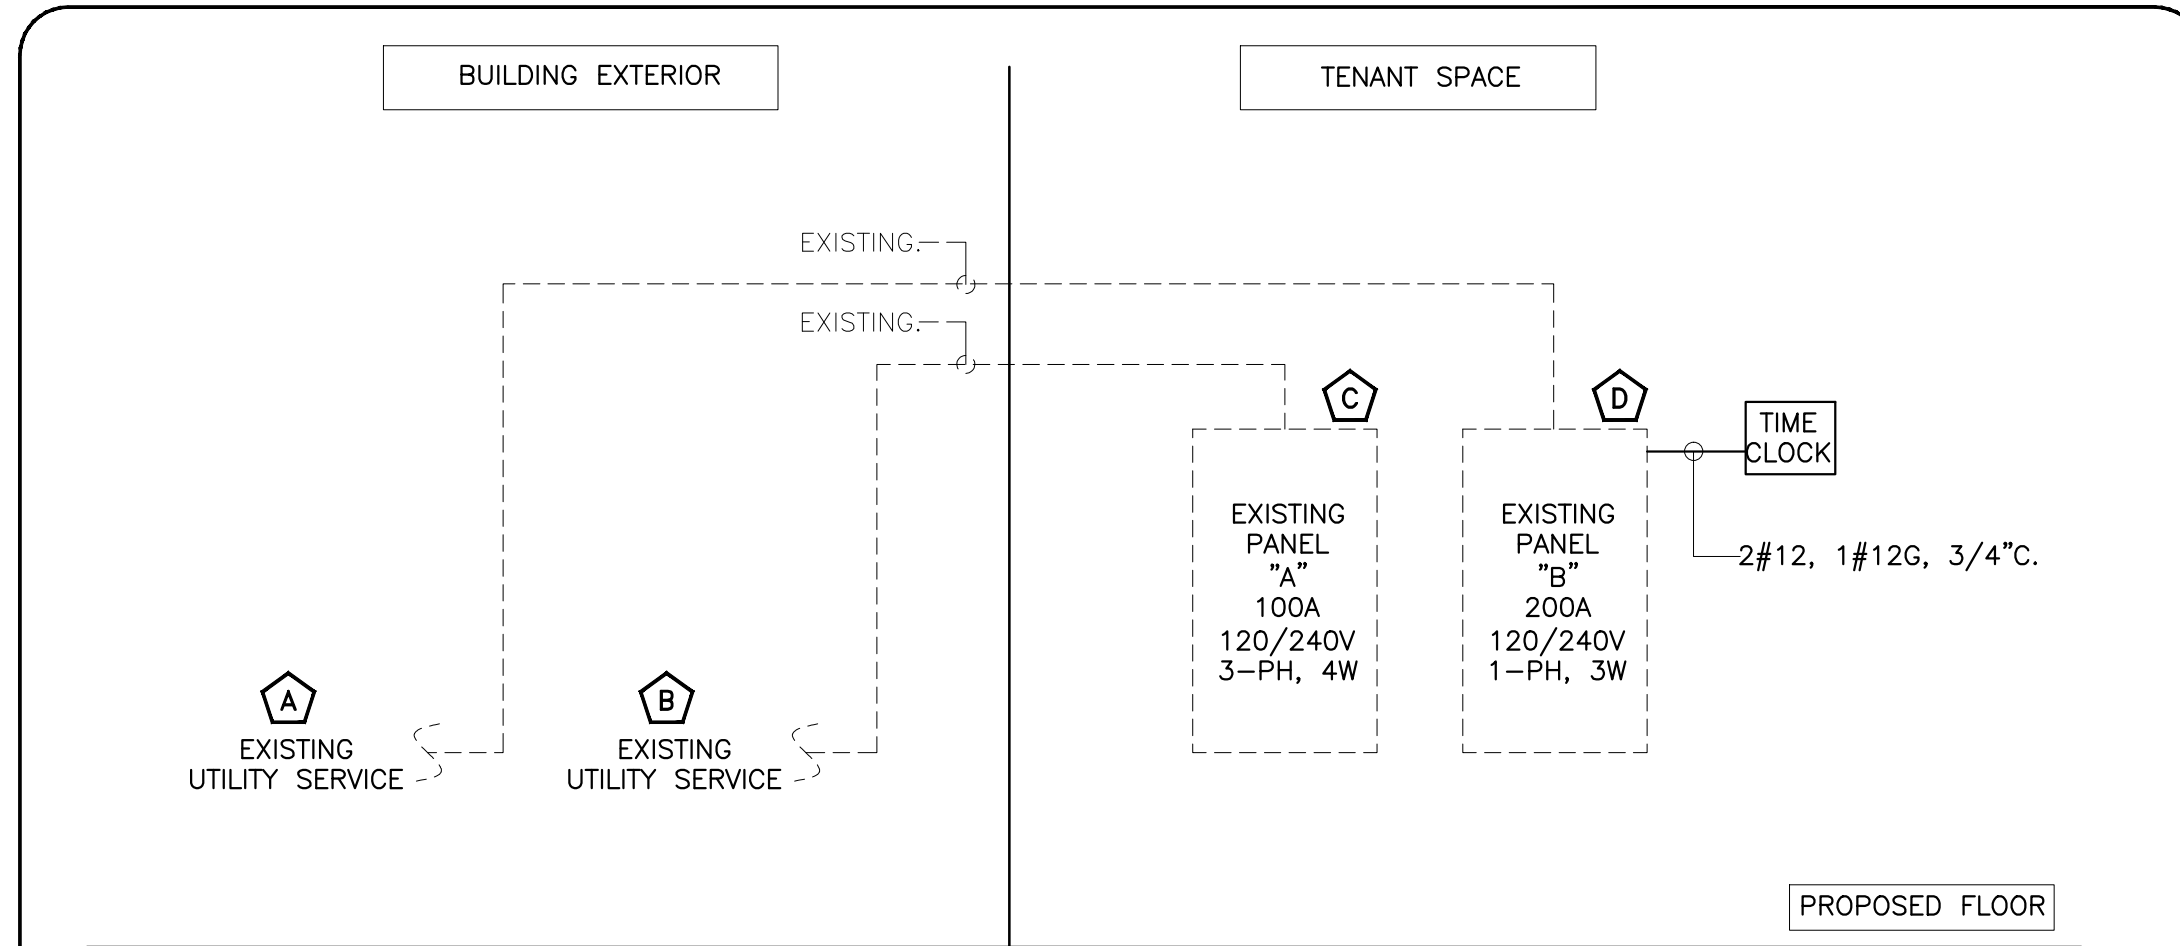 BUILDING EXTERIOR
TENANT SPACE
EXISTING.
EXISTING.
C
D
TIME
CLOCK
EXISTING
PANEL
"A"
100A
120/240V
3-PH, 4W
EXISTING
PANEL
"B"
200A
120/240V
1-PH, 3W
2#12, 1#12G, 3/4"C.
A
EXISTING
UTILITY SERVICE
B
EXISTING
UTILITY SERVICE
PROPOSED FLOOR